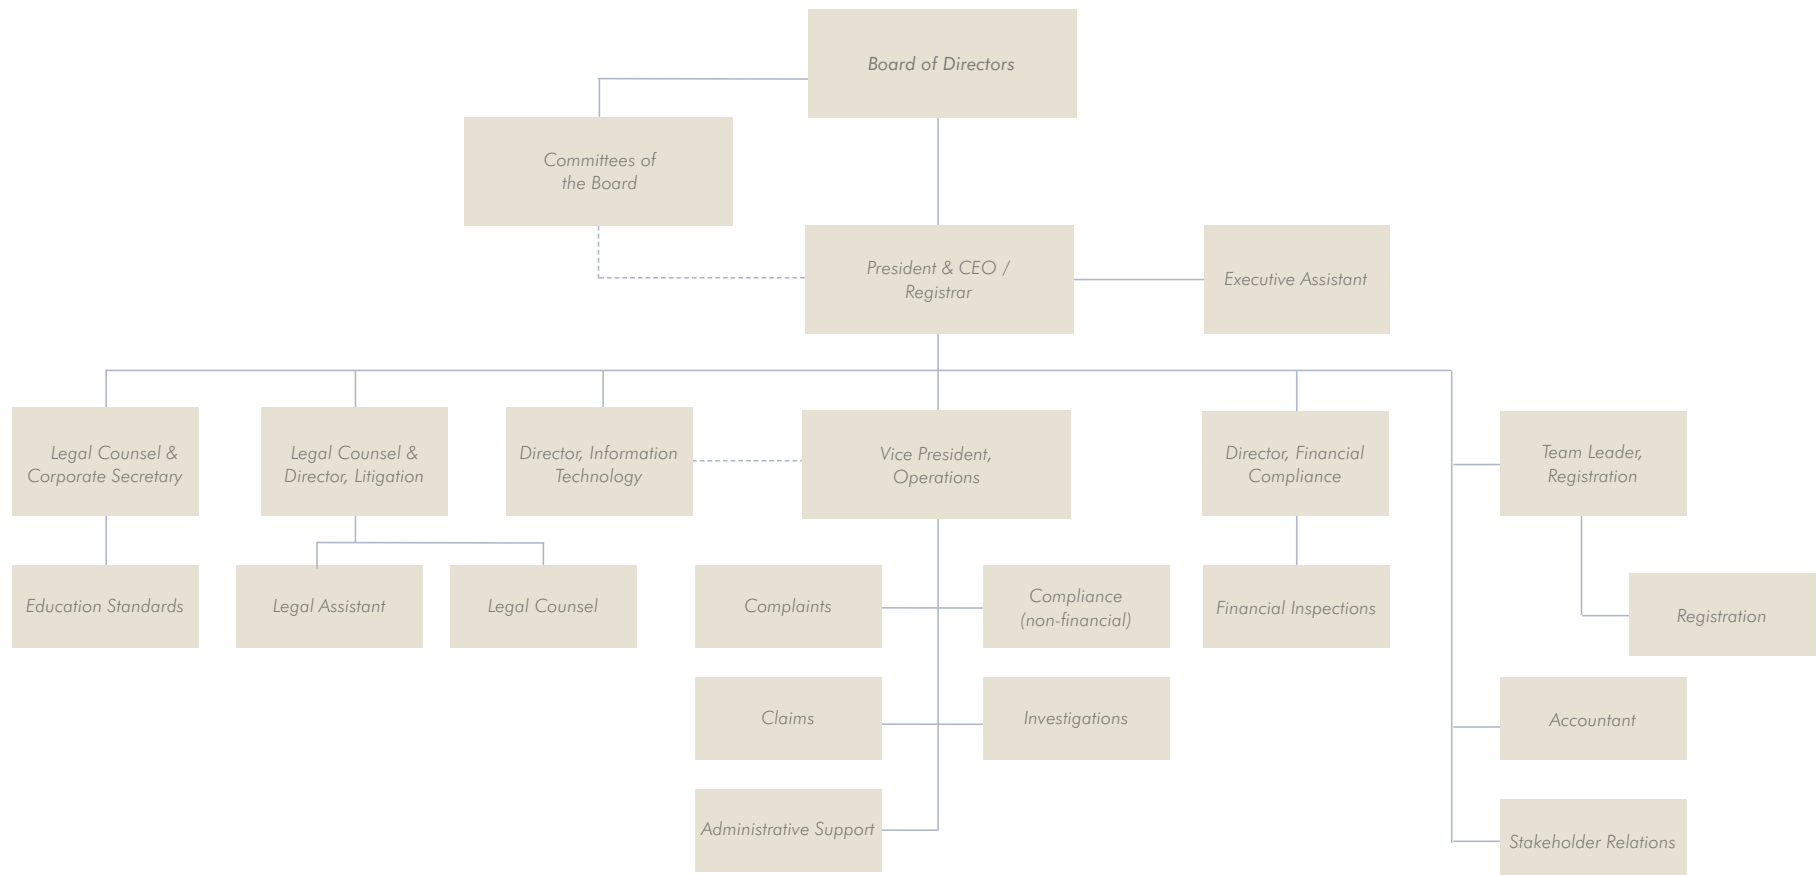 Board of Directors
Committees of
the Board
President & CEO /
Registrar
Executive Assistant
Legal Counsel &
Corporate Secretary
Legal Counsel &
Director, Litigation
Director, Information
Technology
Vice President,
Operations
Director, Financial
Compliance
Team Leader,
Registration
Education Standards
Legal Assistant
Legal Counsel
Complaints
Compliance
(non-financial)
Financial Inspections
Registration
Claims
Investigations
Accountant
Administrative Support
Stakeholder Relations